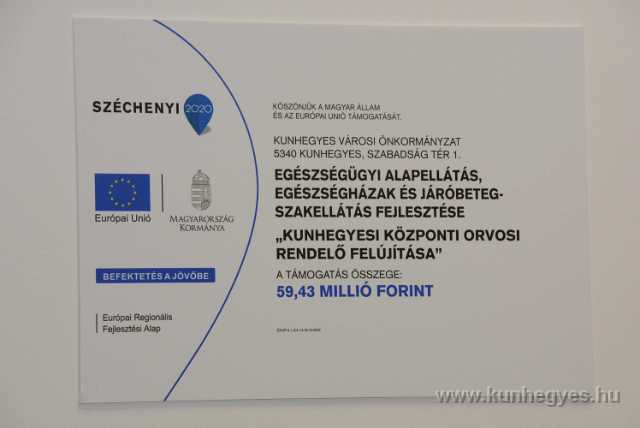 SZÉCHENYI 2020
KÖSZÖNJÜK A MAGYAR ÁLLAM
ÉS AZ EURÓPAI UNIÓ TÁMOGATÁSÁT.
KUNHEGYES VÁROSI ÖNKORMÁNYZAT
5340 KUNHEGYES, SZABADSÁG TÉR 1.
EGÉSZSÉGÜGYI ALAPELLÁTÁS,
EGÉSZSÉGHÁZAK ÉS JÁRÓBETEG-
SZAKELLÁTÁS FEJLESZTÉSE
„KUNHEGYESI KÖZPONTI ORVOSI
RENDELŐ FELÚJÍTÁSA”
A TÁMOGATÁS ÖSSZEGE:
59,43 MILLIÓ FORINT
Európai Unió
MAGYARORSZÁG
KORMÁNYA
BEFEKTETÉS A JÖVŐBE
Európai Regionális
Fejlesztési Alap
www.kunhegyes.hu